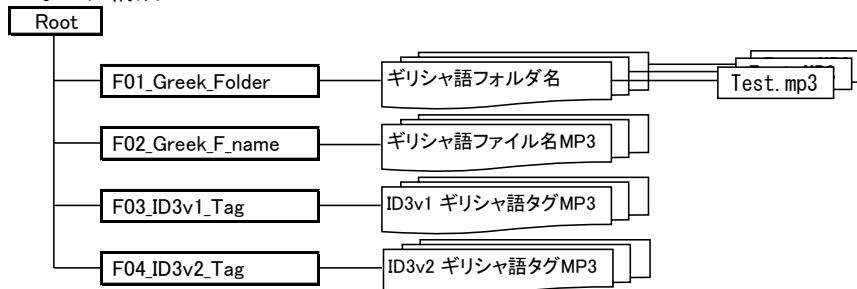 Root
F01_Greek_Folder
ギリシャ語フォルダ名
Test.mp3
F02_Greek_F_name
ギリシャ語ファイル名MP3
F03_ID3v1_Tag
ID3v1 ギリシャ語タグMP3
F04_ID3v2_Tag
ID3v2 ギリシャ語タグMP3